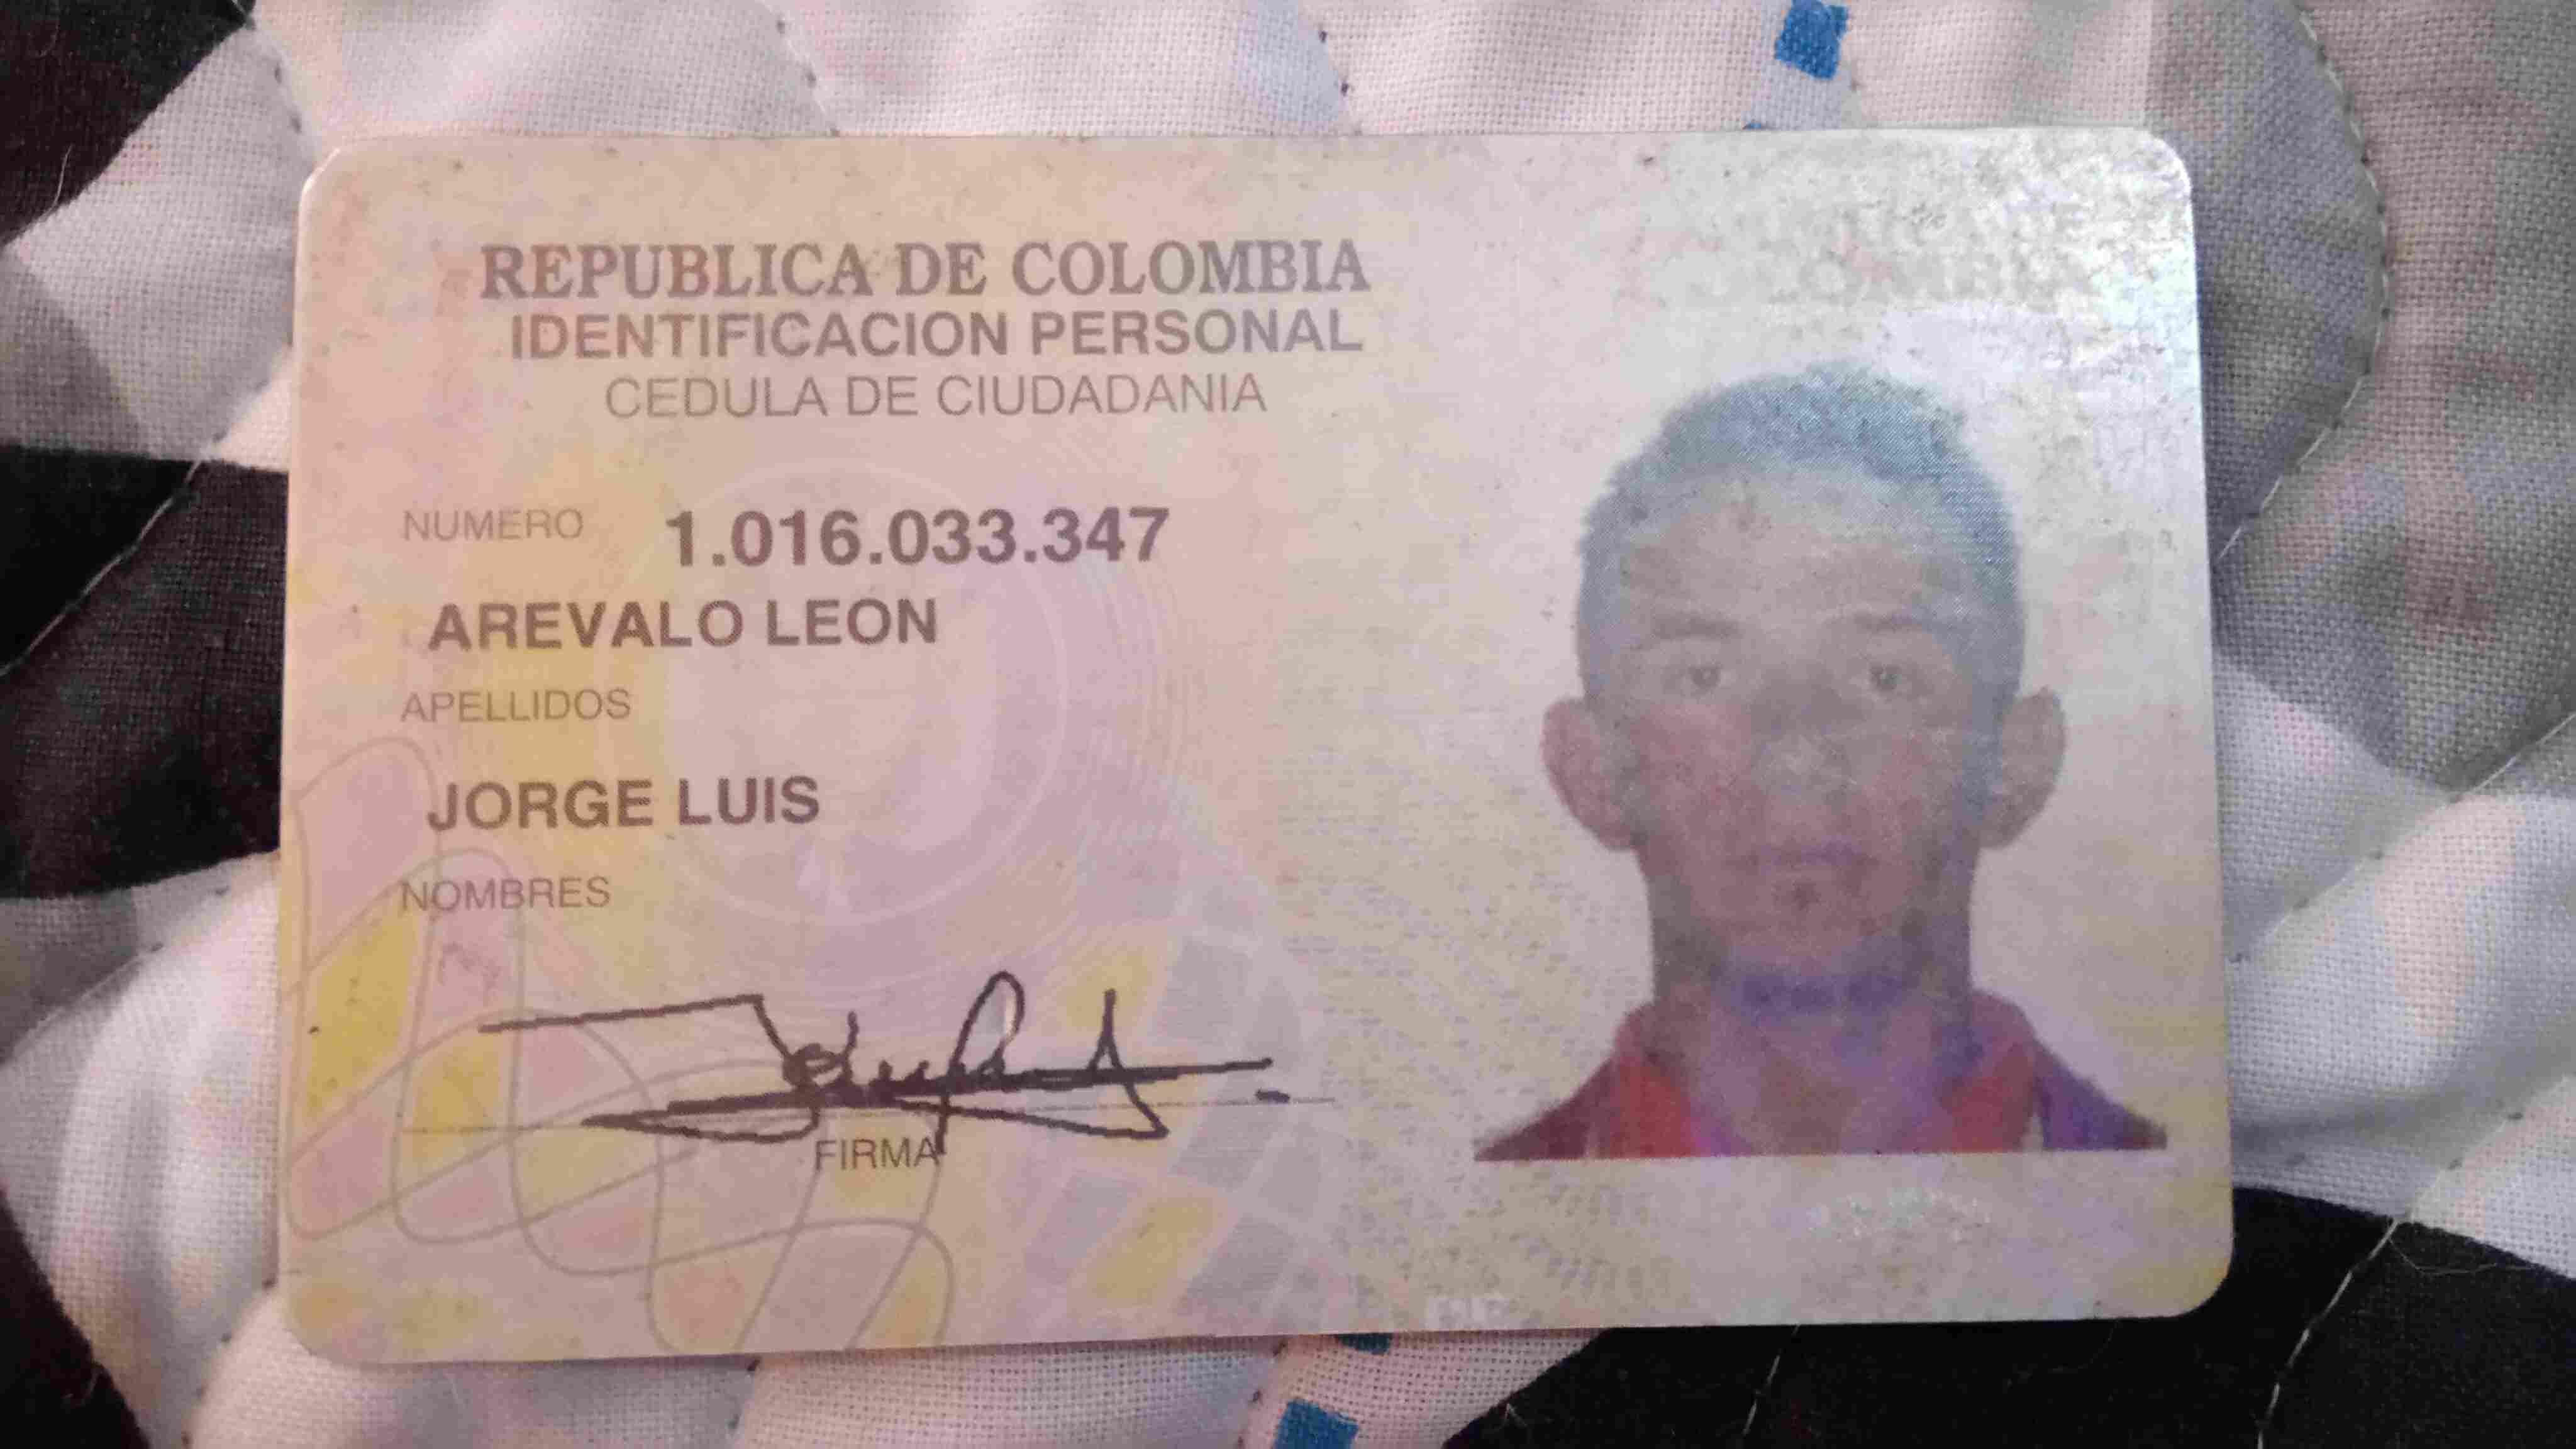 REPUBLICA DE COLOMBIA
IDENTIFICACION PERSONAL
CEDULA DE CIUDADANIA
NUMERO 1.016.033.347
AREVALO LEON
APELLIDOS
JORGE LUIS
NOMBRES
FIRMA